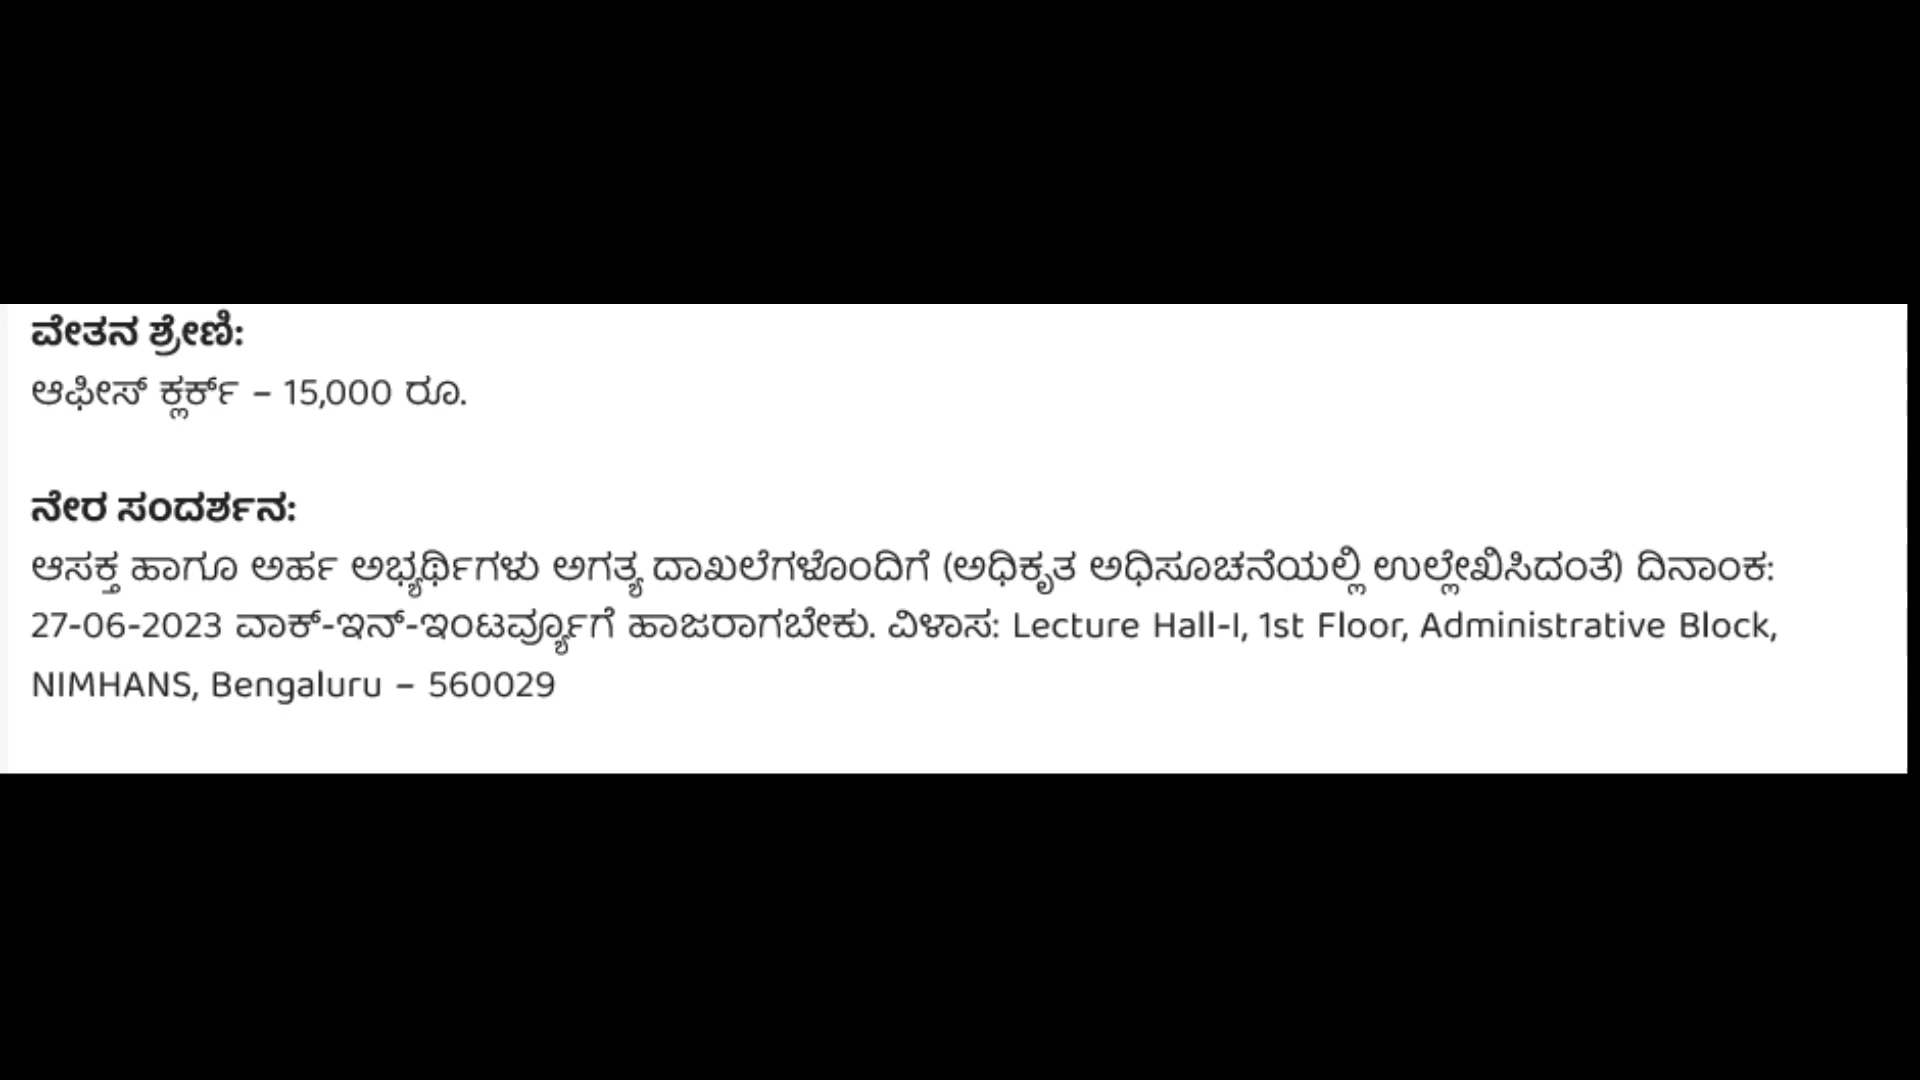 ವೇತನ ಶ್ರೇಣಿ:
ಆಫೀಸ್ ಕ್ಲರ್ಕ್ – 15,000 ರೂ.
ನೇರ ಸಂದರ್ಶನ:
ಆಸಕ್ತ ಹಾಗೂ ಅರ್ಹ ಅಭ್ಯರ್ಥಿಗಳು ಅಗತ್ಯ ದಾಖಲೆಗಳೊಂದಿಗೆ (ಅಧಿಕೃತ ಅಧಿಸೂಚನೆಯಲ್ಲಿ ಉಲ್ಲೇಖಿಸಿದಂತೆ) ದಿನಾಂಕ:
27-06-2023 ವಾಕ್-ಇನ್-ಇಂಟರ್ವ್ಯೂಗೆ ಹಾಜರಾಗಬೇಕು. ವಿಳಾಸ: Lecture Hall-I, 1st Floor, Administrative Block,
NIMHANS, Bengaluru – 560029